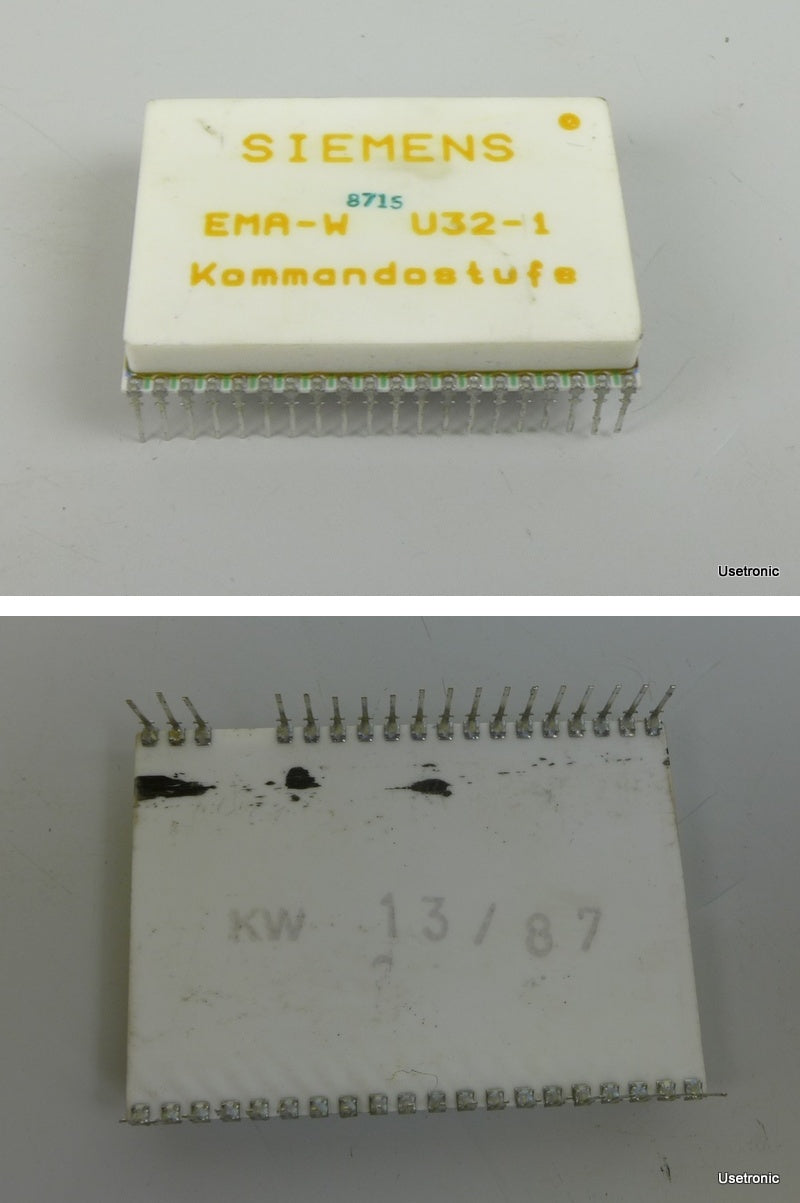 SIEMENS
8715
EMA-W U32-1
Kommandostufe
Usetronic
KW 13/87
Usetronic